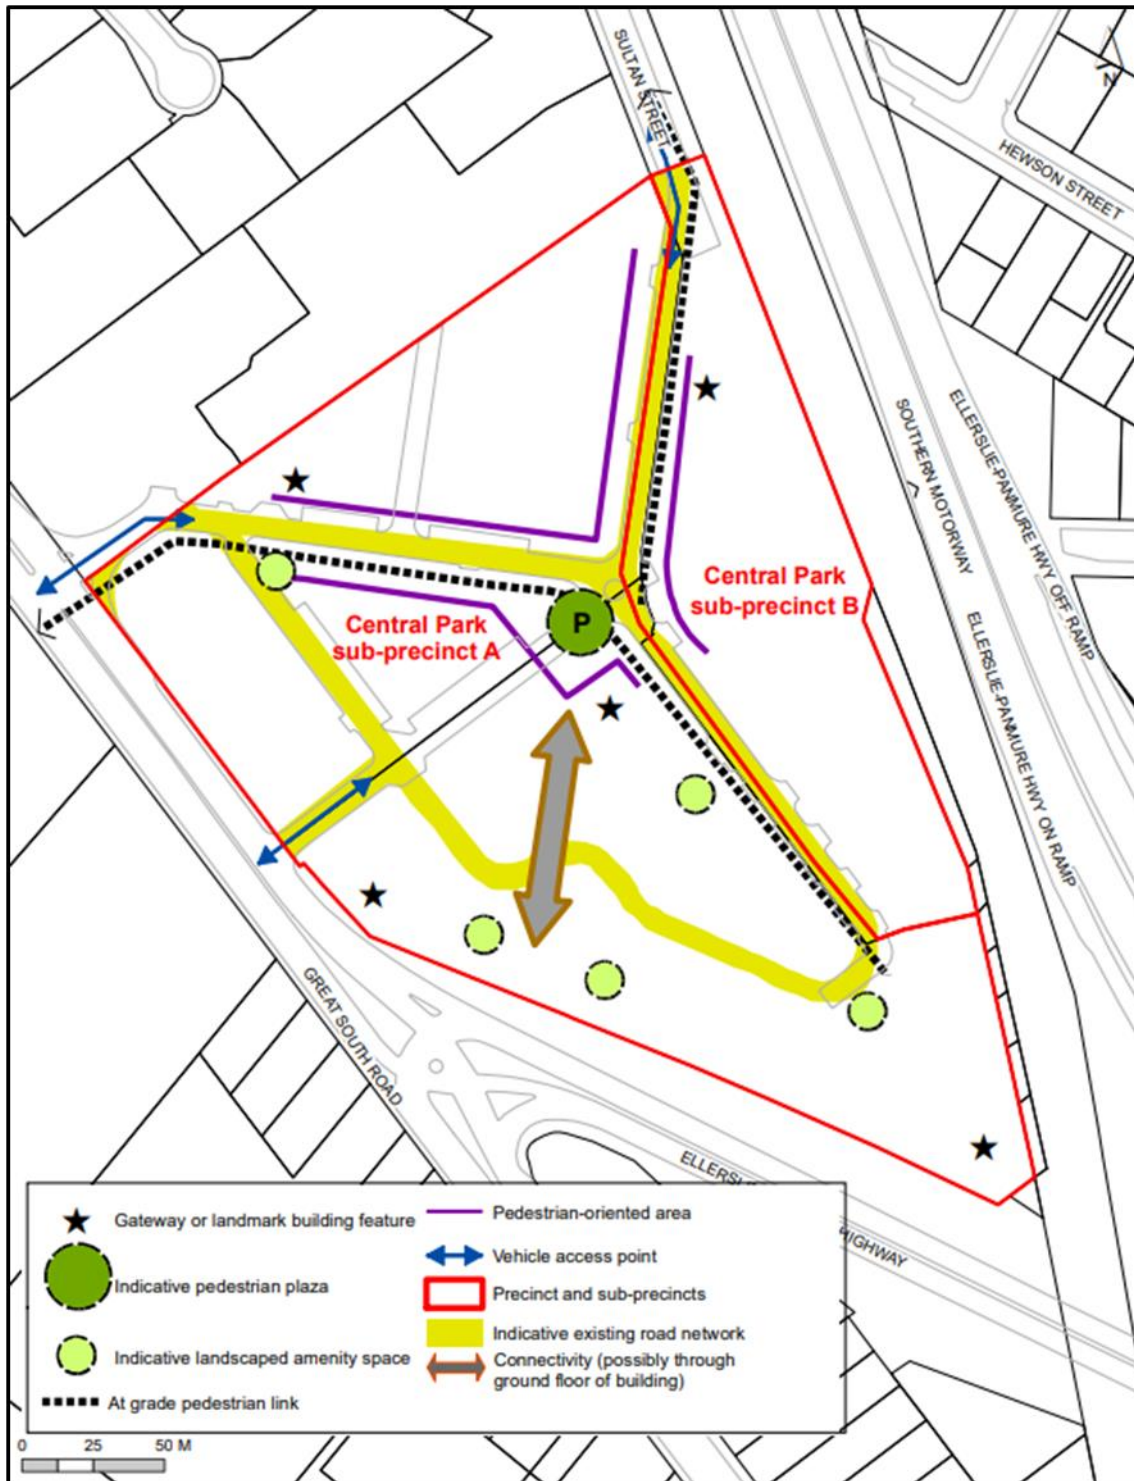 SULTAN STREET
N
HEWSON STREET
SOUTHERN MOTORWAY
ELLERSLIE-PANMURE HWY OFF RAMP
Central Park
sub-precinct B
P
Central Park
sub-precinct A
ELLERSLIE-PANMURE HWY ON RAMP
GREAT SOUTH ROAD
HIGHWAY
Gateway or landmark building feature
Indicative pedestrian plaza
Indicative landscaped amenity space
At grade pedestrian link
Pedestrian-oriented area
Vehicle access point
Precinct and sub-precincts
Indicative existing road network
Connectivity (possibly through
ground floor of building)
0 25 50 M